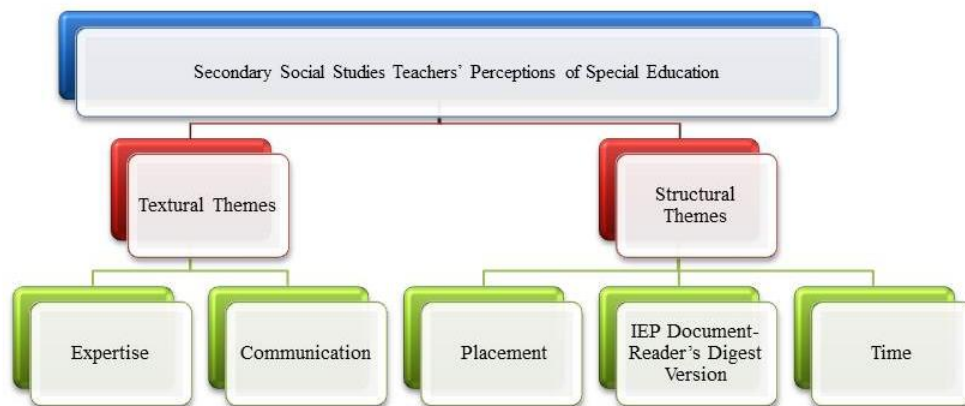 Secondary Social Studies Teachers’ Perceptions of Special Education
Textural Themes
Structural
Themes
Expertise
Communication
Placement
IEP Document-
Reader’s Digest
Version
Time